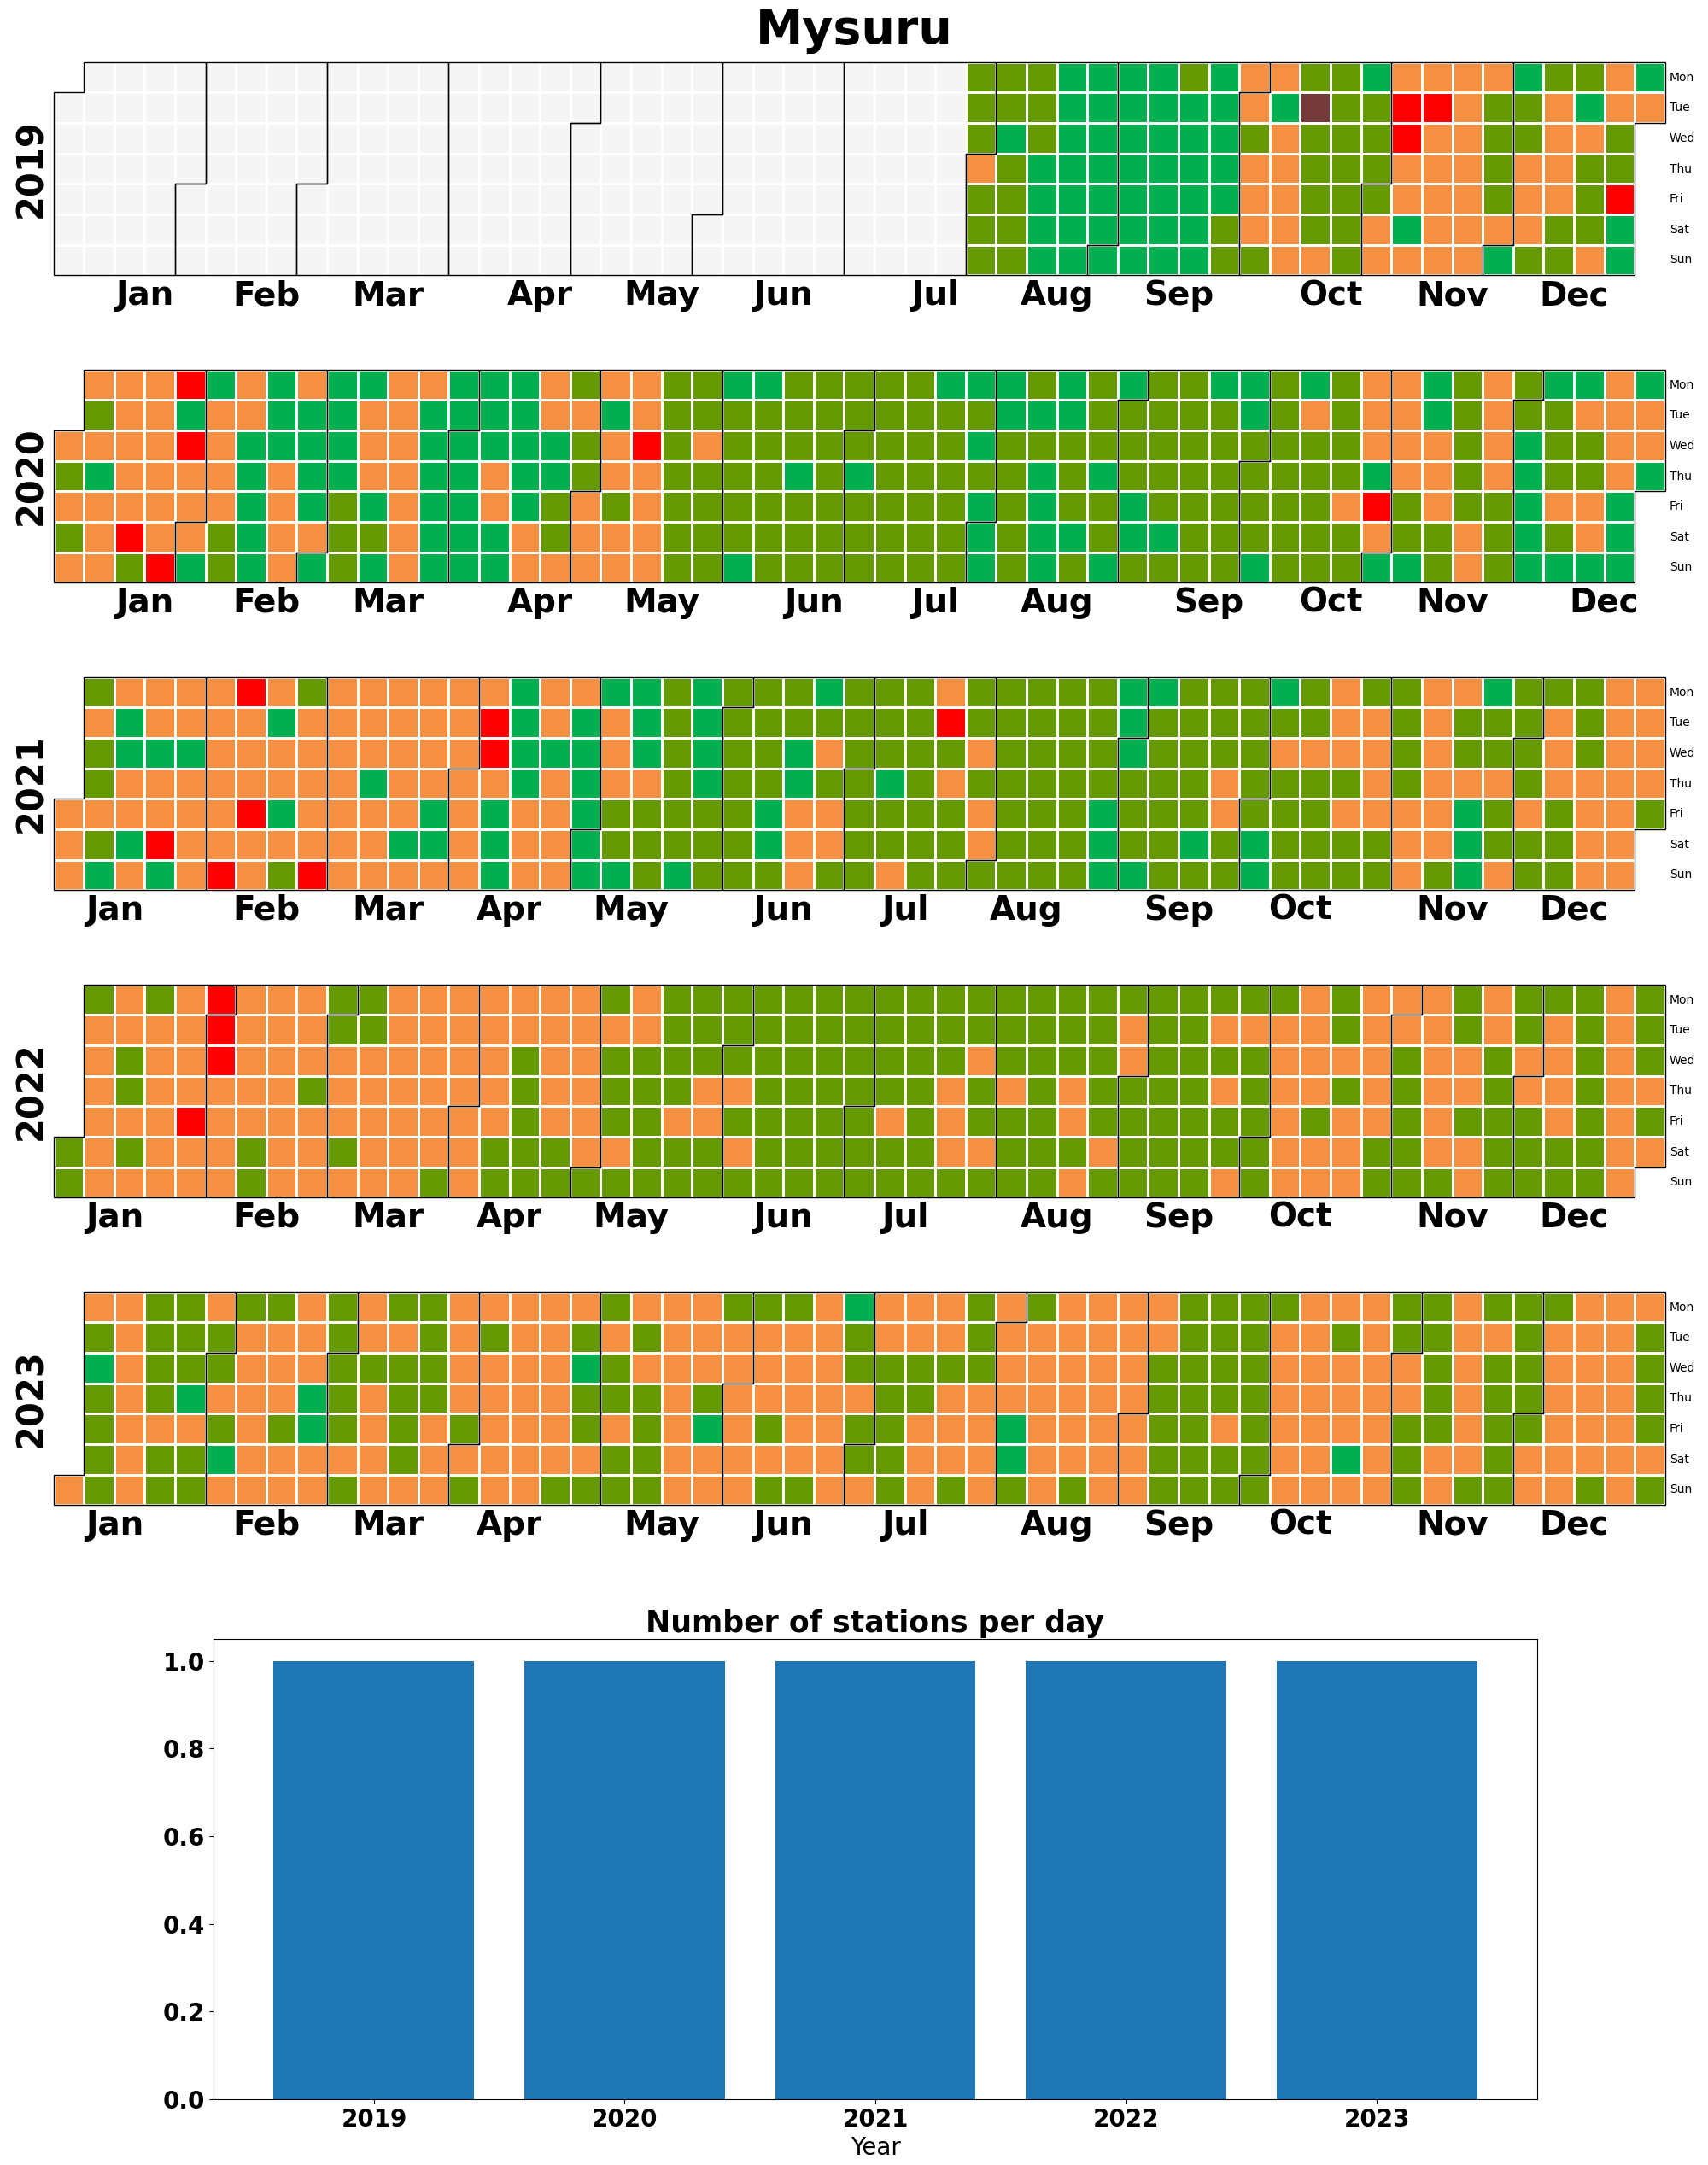 Mysuru
2019
Mon
Tue
Wed
Thu
Fri
Sat
Sun
Jan Feb Mar Apr May Jun Jul Aug Sep Oct Nov Dec
2020
Mon
Tue
Wed
Thu
Fri
Sat
Sun
Jan Feb Mar Apr May Jun Jul Aug Sep Oct Nov Dec
2021
Mon
Tue
Wed
Thu
Fri
Sat
Sun
Jan Feb Mar Apr May Jun Jul Aug Sep Oct Nov Dec
2022
Mon
Tue
Wed
Thu
Fri
Sat
Sun
Jan Feb Mar Apr May Jun Jul Aug Sep Oct Nov Dec
2023
Mon
Tue
Wed
Thu
Fri
Sat
Sun
Jan Feb Mar Apr May Jun Jul Aug Sep Oct Nov Dec
Number of stations per day
1.0
0.8
0.6
0.4
0.2
0.0
2019 2020 2021 2022 2023
Year